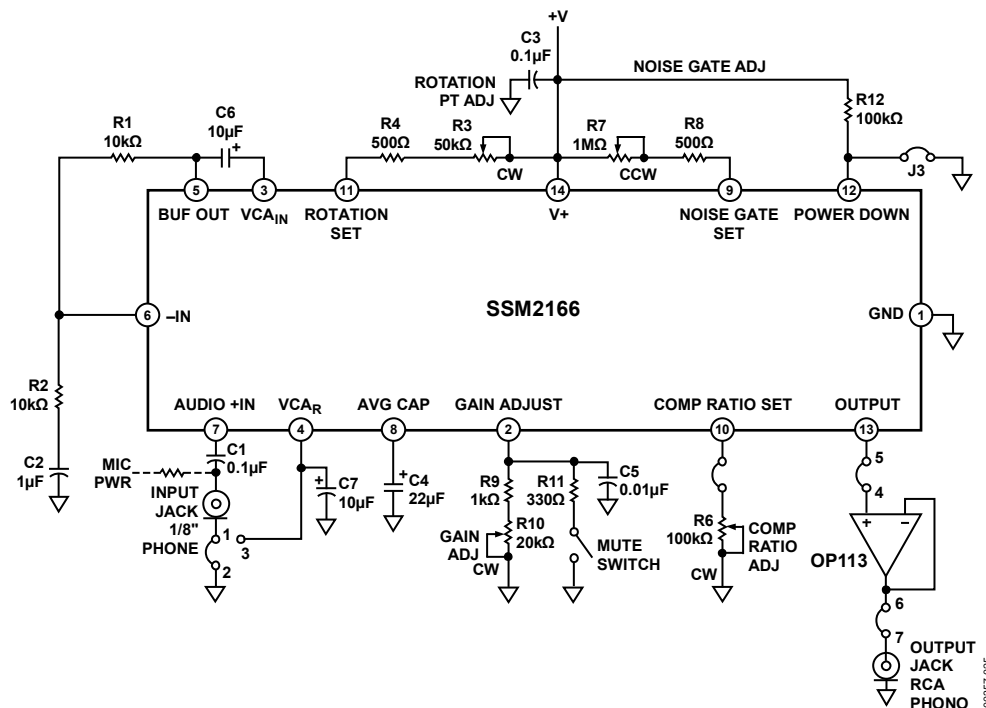 +V
C3
0.1µF
ROTATION
PT ADJ
NOISE GATE ADJ
R12
100kΩ
R1
10kΩ
C6
10µF
+
R4
500Ω
R3
50kΩ
CW
R7
1MΩ
CCW
R8
500Ω
J3
5
3
11
14
9
12
BUF OUT
VCA_IN
ROTATION
SET
V+
NOISE GATE
SET
POWER DOWN
6
–IN
SSM2166
GND
1
R2
10kΩ
C2
1µF
AUDIO +IN
VCA_R
AVG CAP
GAIN ADJUST
COMP RATIO SET
OUTPUT
7
4
8
2
10
13
MIC
PWR
C1
0.1µF
INPUT
JACK
1/8"
PHONE
1
2
3
+
C7
10µF
+
C4
22µF
R9
1kΩ
R10
20kΩ
GAIN
ADJ
CW
R11
330Ω
C5
0.01µF
MUTE
SWITCH
R6
100kΩ
COMP
RATIO
ADJ
CW
5
4
+
–
OP113
6
7
OUTPUT
JACK
RCA
PHONO